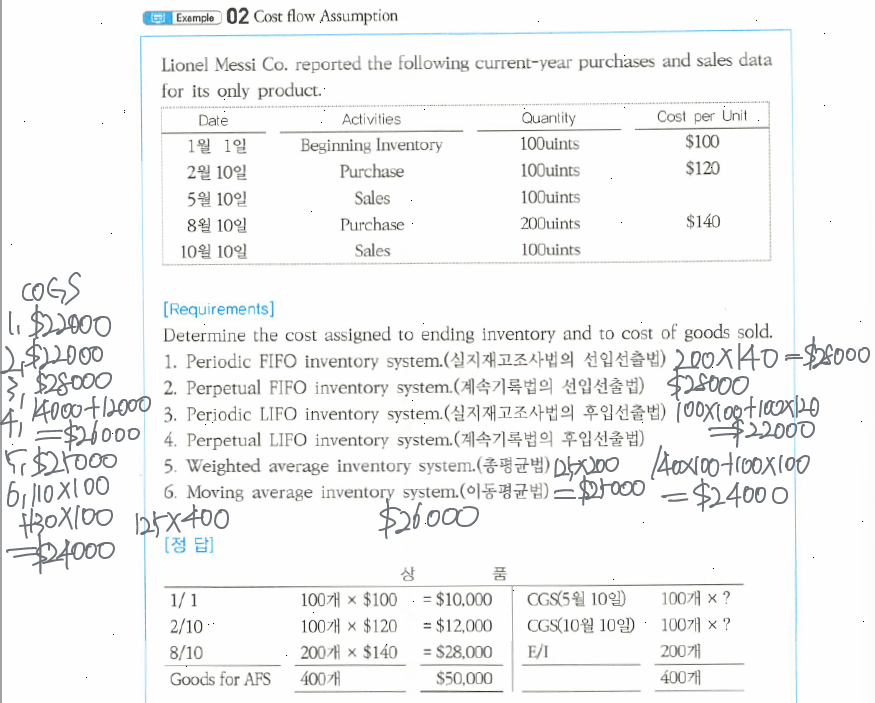 Example 02 Cost flow Assumption
Lionel Messi Co. reported the following current-year purchases and sales data
for its only product.
Date Activities Quantity Cost per Unit
1월 1일 Beginning Inventory 100uints $100
2월 10일 Purchase 100uints $120
5월 10일 Sales 100uints
8월 10일 Purchase 200uints $140
10월 10일 Sales 100uints
COGS
1, $22000
2, $22000
3, $28000
4, 14000+12000
= $26000
5, $25000
6, 110X100
+130X100
= $24000
[Requirements]
Determine the cost assigned to ending inventory and to cost of goods sold.
1. Periodic FIFO inventory system.(실지재고조사법의 선입선출법) 200X140 = $28000
2. Perpetual FIFO inventory system.(계속기록법의 선입선출법) $28000
3. Periodic LIFO inventory system.(실지재고조사법의 후입선출법) 100X100+100X120
= $22000
4. Perpetual LIFO inventory system.(계속기록법의 후입선출법)
5. Weighted average inventory system.(총평균법) 125X200 140X100+100X100
6. Moving average inventory system.(이동평균법) = $25000 = $24000
125X400 $26000
[정 답]
상 품
1/ 1 100개 × $100 = $10,000 CGS(5월 10일) 100개 × ?
2/10 100개 × $120 = $12,000 CGS(10월 10일) 100개 × ?
8/10 200개 × $140 = $28,000 E/I 200개
Goods for AFS 400개 $50,000 400개